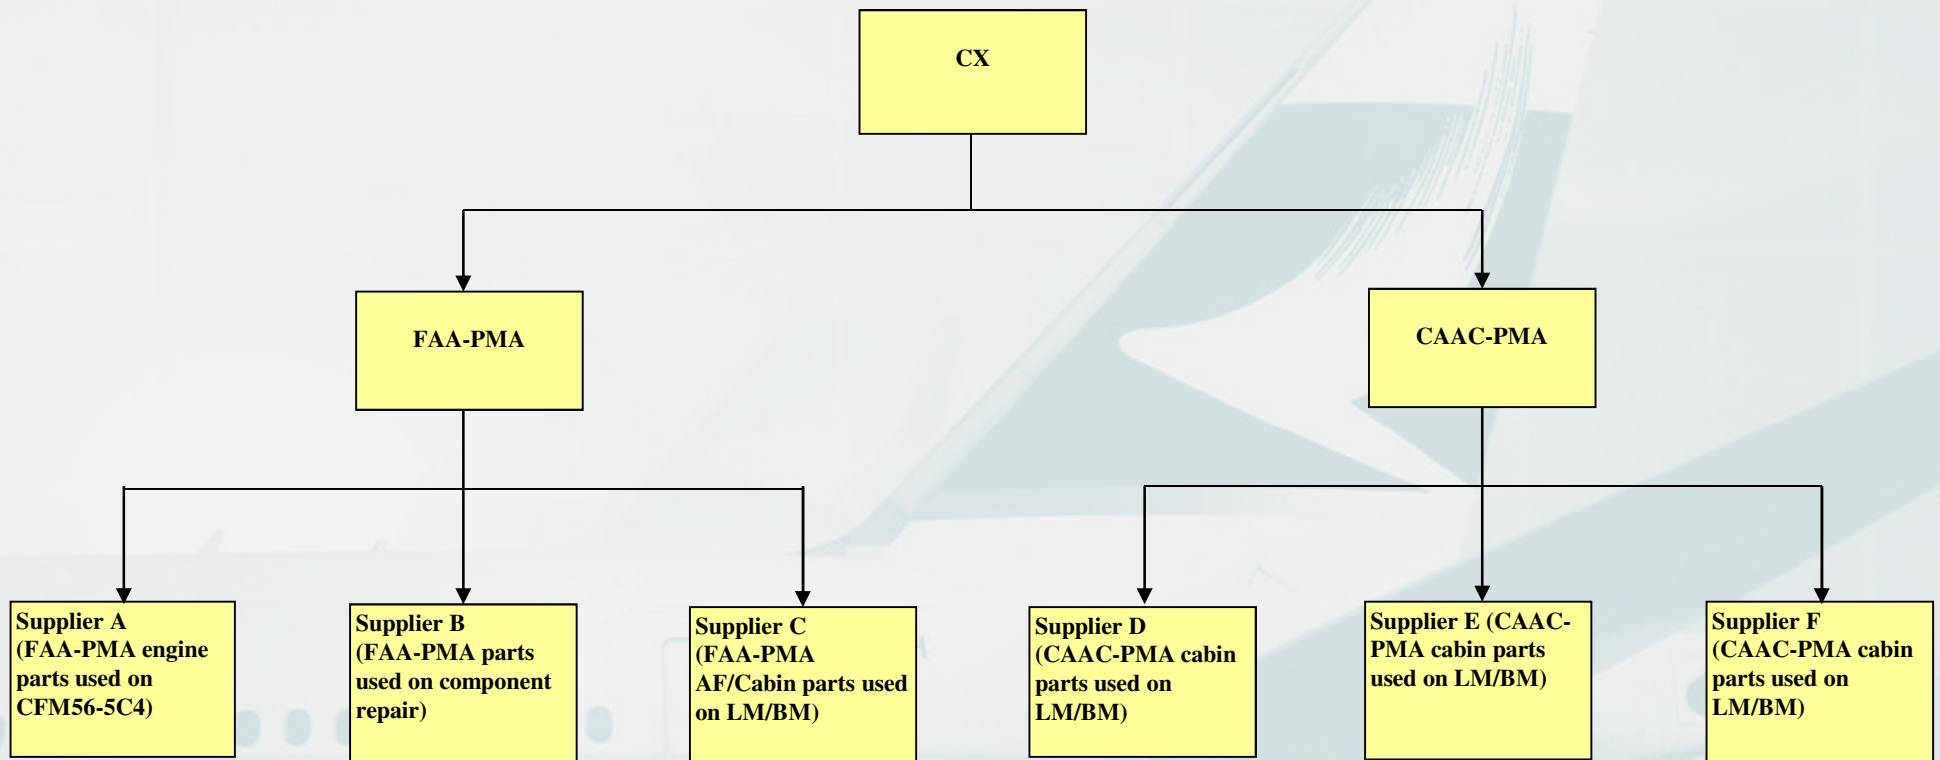 CX
FAA-PMA
CAAC-PMA
Supplier A
(FAA-PMA engine
parts used on
CFM56-5C4)
Supplier B
(FAA-PMA parts
used on component
repair)
Supplier C
(FAA-PMA
AF/Cabin parts used
on LM/BM)
Supplier D
(CAAC-PMA cabin
parts used on
LM/BM)
Supplier E (CAAC-
PMA cabin parts
used on LM/BM)
Supplier F
(CAAC-PMA cabin
parts used on
LM/BM)